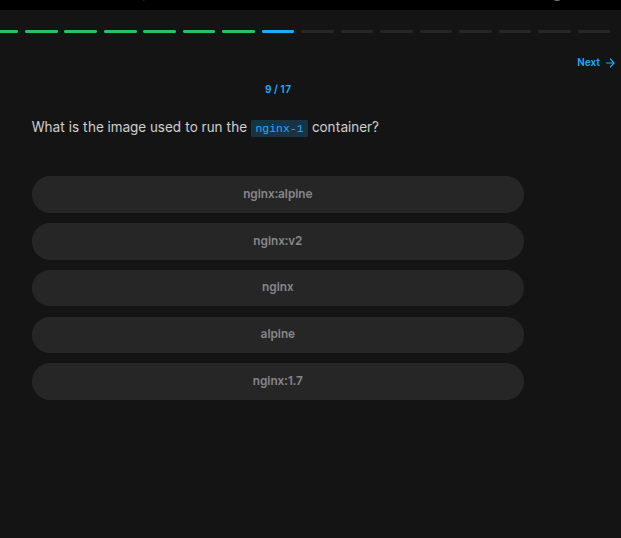 Next →
9 / 17
What is the image used to run the nginx-1 container?
nginx:alpine
nginx:v2
nginx
alpine
nginx:1.7